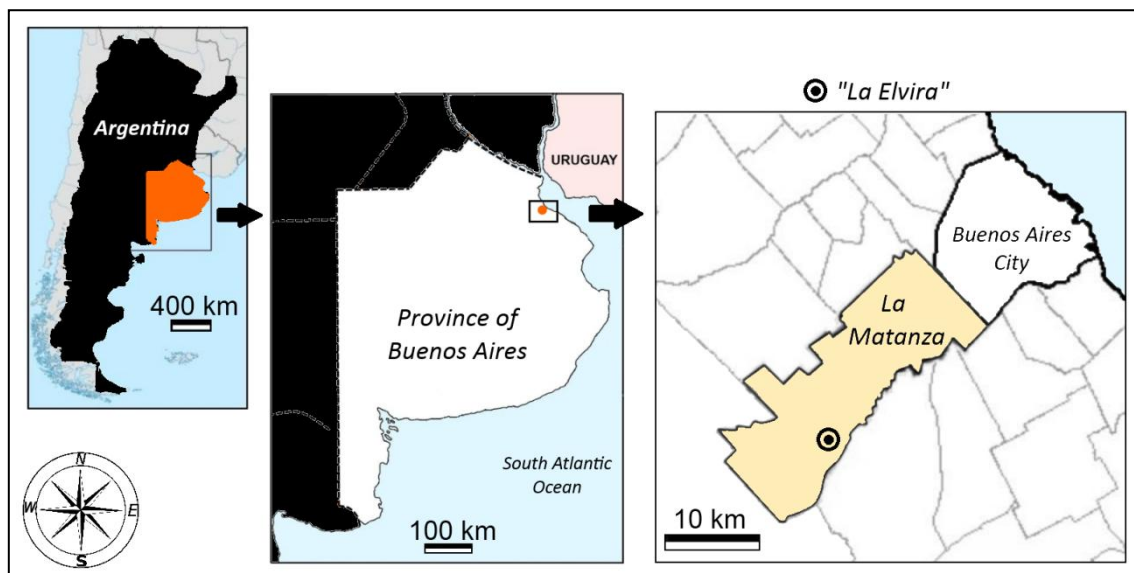 Argentina
400 km
N
W
E
S
URUGUAY
Province of
Buenos Aires
South Atlantic
Ocean
100 km
"La Elvira"
Buenos Aires
City
La
Matanza
10 km